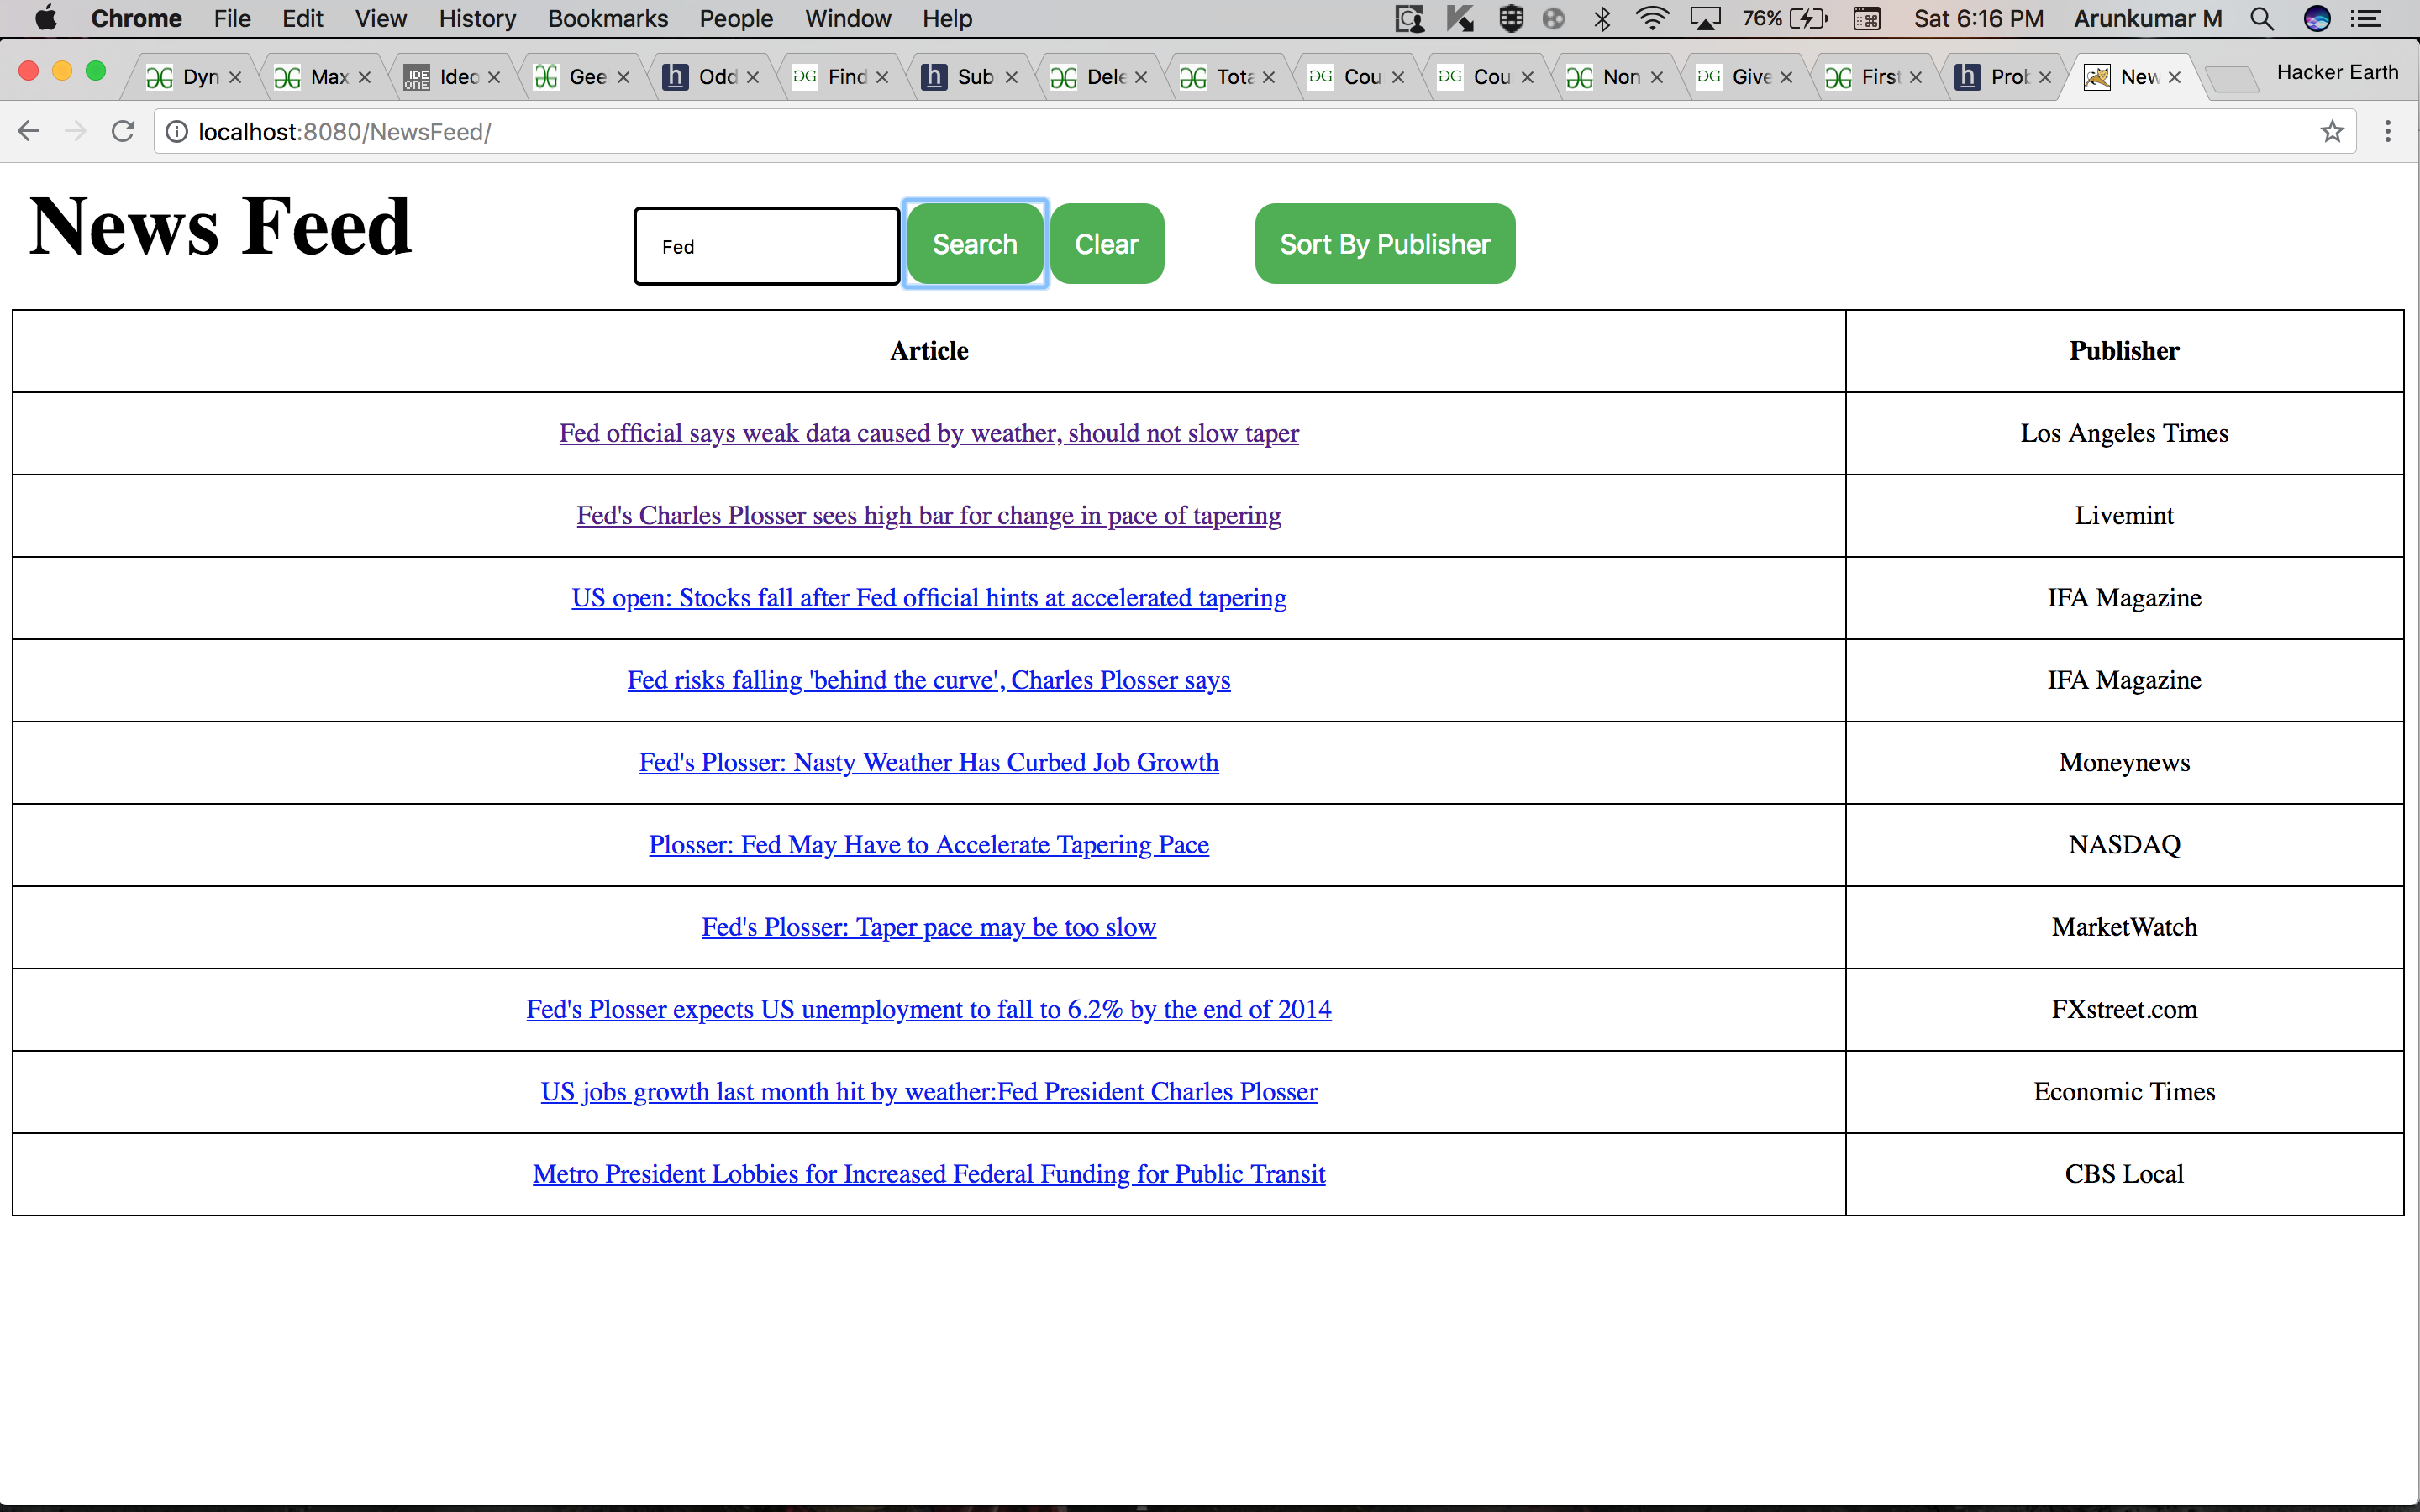 Chrome File Edit View History Bookmarks People Window Help 76% Sat 6:16 PM Arunkumar M
Dyn Max IDE ONE Ideo Gee h Odd Find h Sub Dele Tota Cou Cou Non Give First h Prob New Hacker Earth
localhost:8080/NewsFeed/
News Feed Fed Search Clear Sort By Publisher
Article Publisher
Fed official says weak data caused by weather, should not slow taper Los Angeles Times
Fed's Charles Plosser sees high bar for change in pace of tapering Livemint
US open: Stocks fall after Fed official hints at accelerated tapering IFA Magazine
Fed risks falling 'behind the curve', Charles Plosser says IFA Magazine
Fed's Plosser: Nasty Weather Has Curbed Job Growth Moneynews
Plosser: Fed May Have to Accelerate Tapering Pace NASDAQ
Fed's Plosser: Taper pace may be too slow MarketWatch
Fed's Plosser expects US unemployment to fall to 6.2% by the end of 2014 FXstreet.com
US jobs growth last month hit by weather:Fed President Charles Plosser Economic Times
Metro President Lobbies for Increased Federal Funding for Public Transit CBS Local